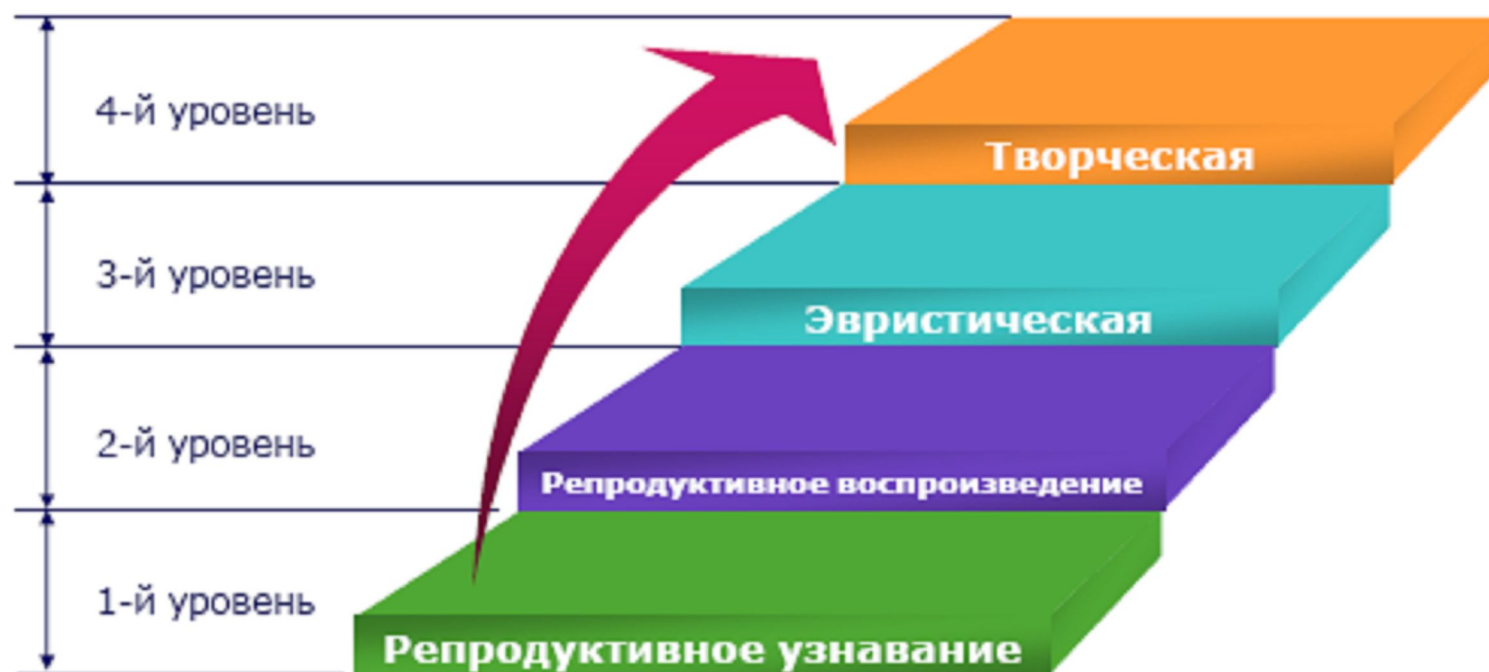 4-й уровень
Творческая
3-й уровень
Эвристическая
2-й уровень
Репродуктивное воспроизведение
1-й уровень
Репродуктивное узнавание